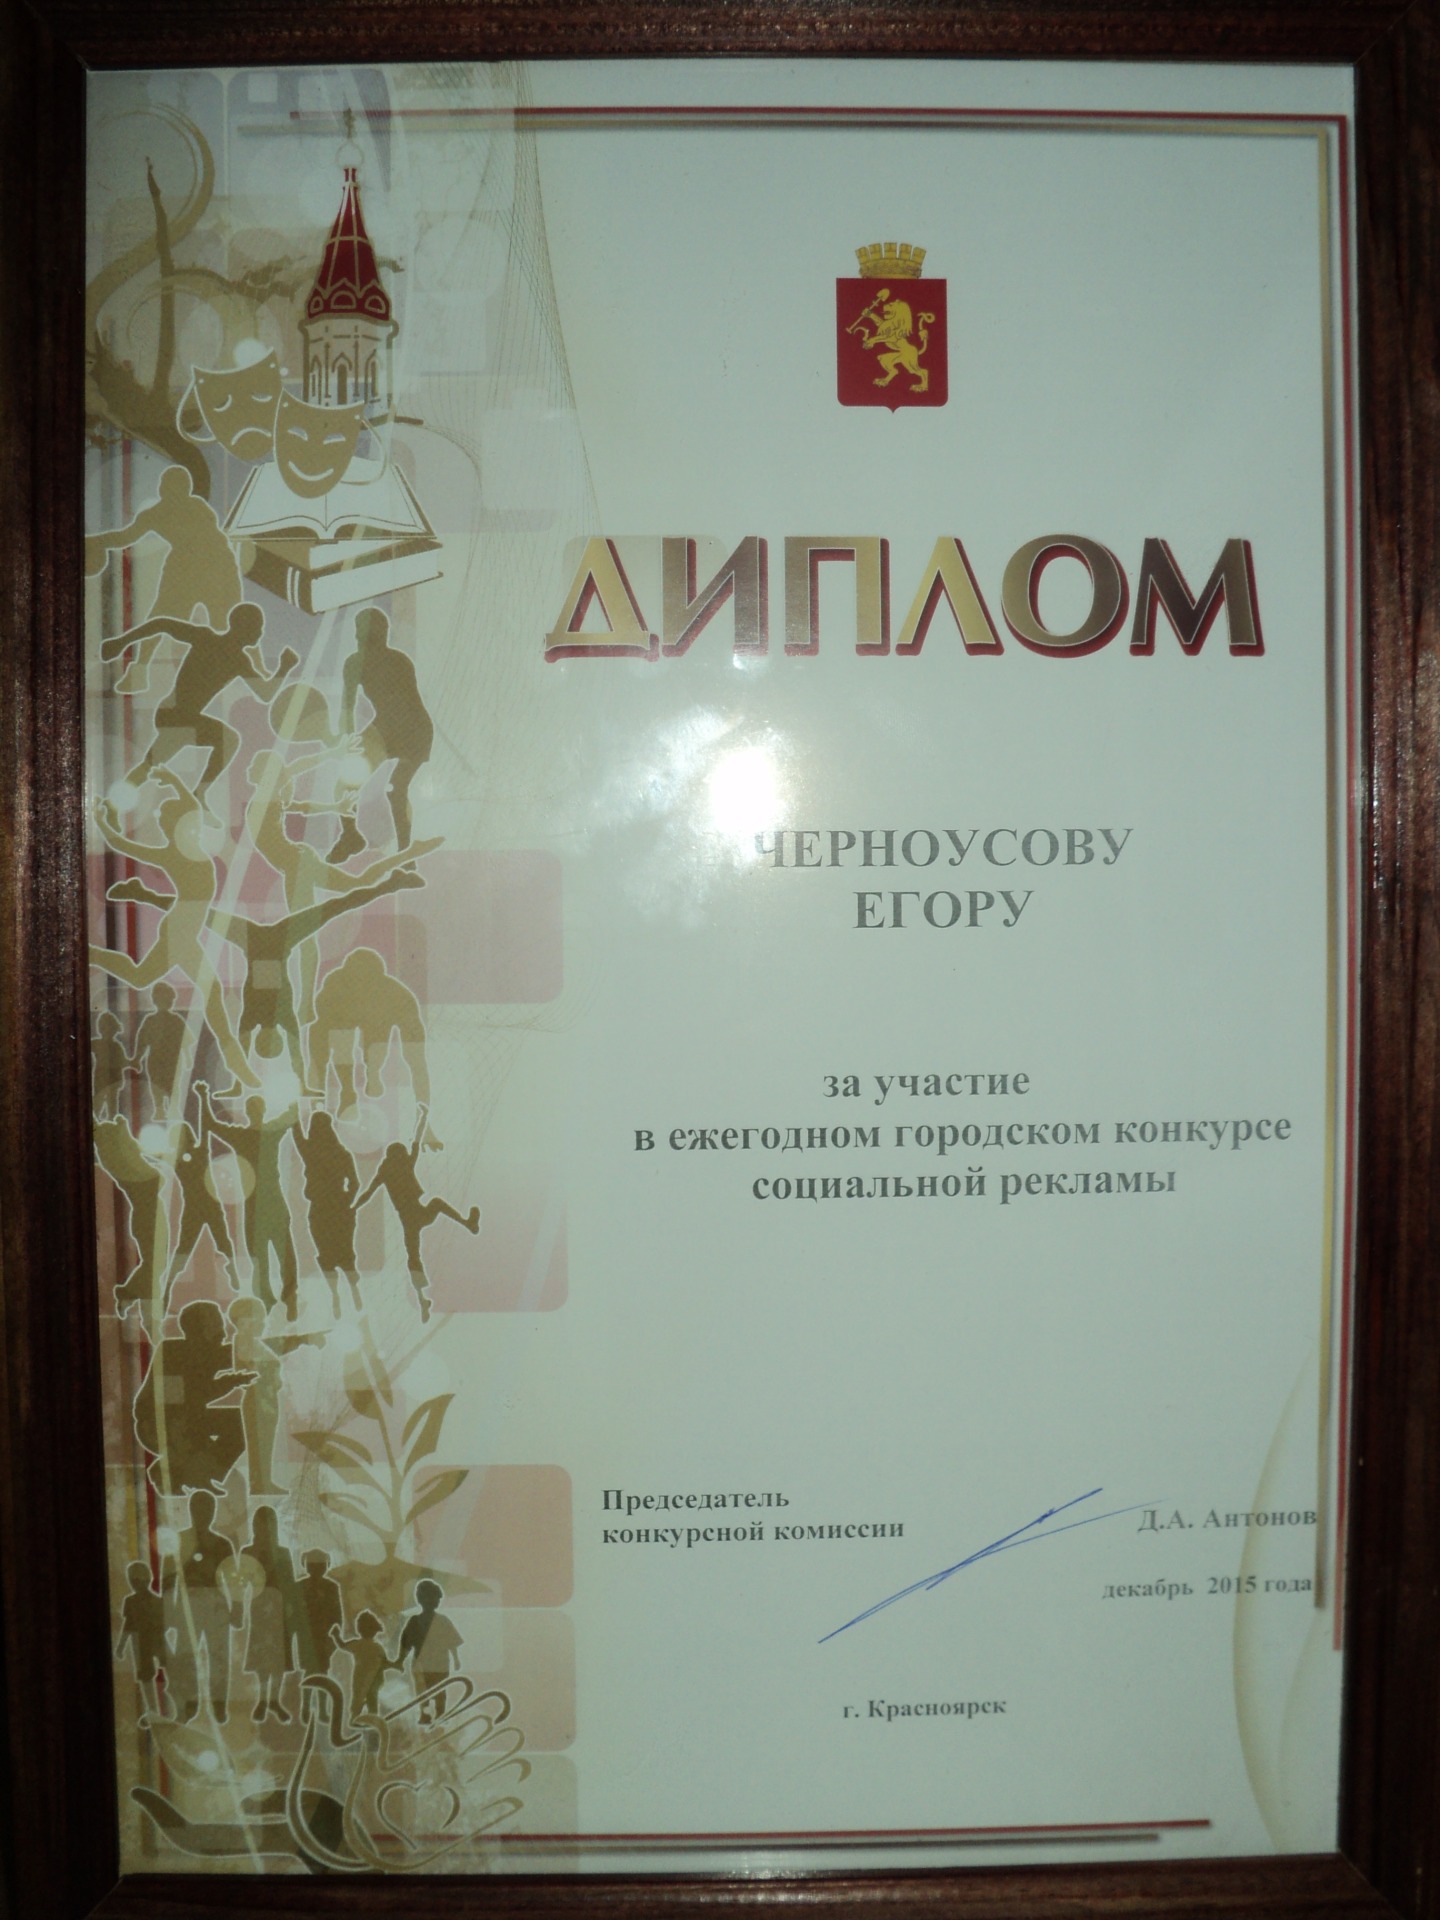 ДИПЛОМ
ЧЕРНОУСОВУ
ЕГОРУ
за участие
в ежегодном городском конкурсе
социальной рекламы
Председатель
конкурсной комиссии
Д.А. Антонов
декабрь 2015 года
г. Красноярск